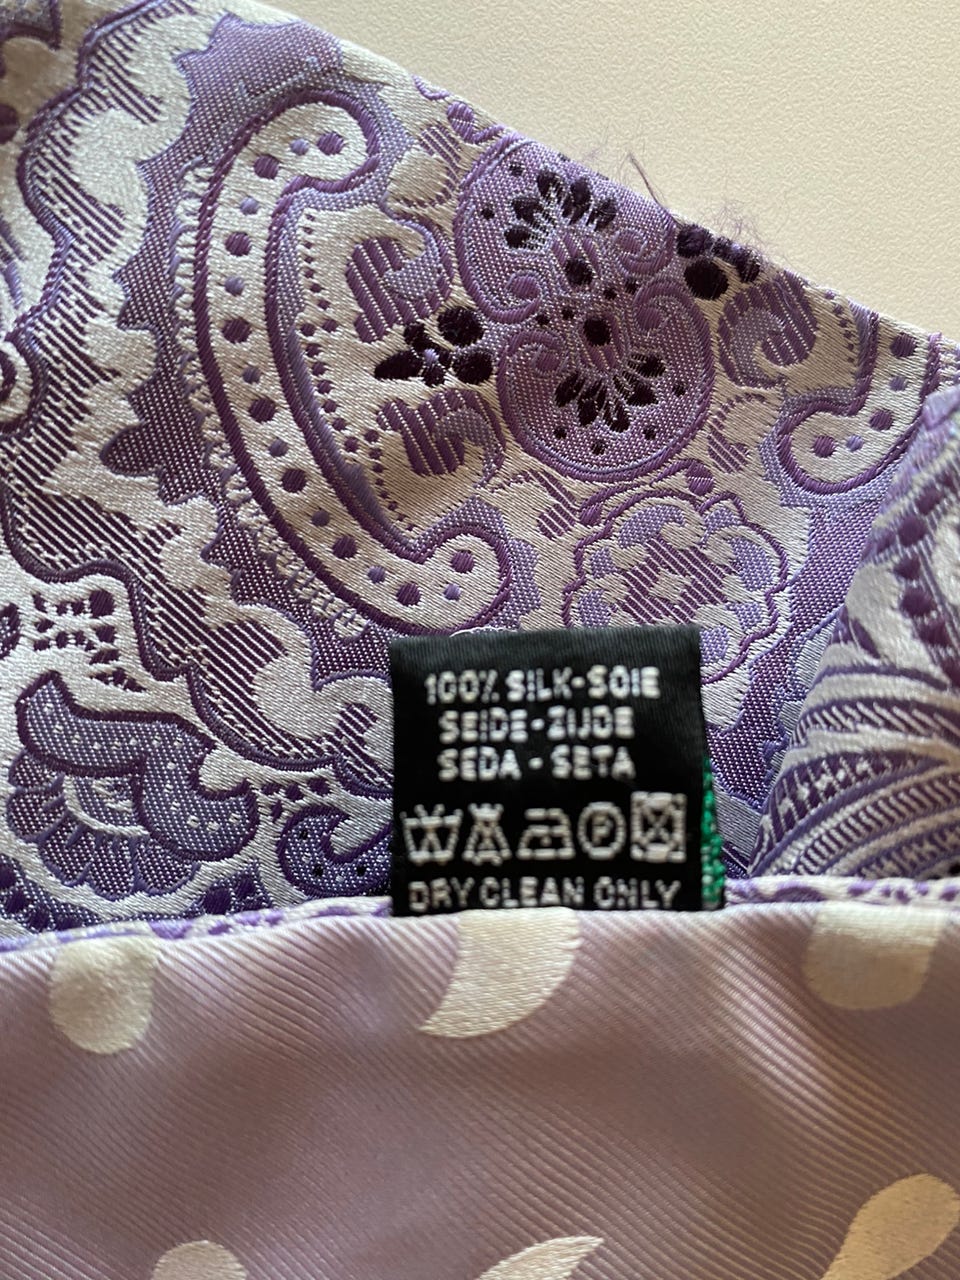 100% SILK-SOIE
SEIDE-ZIJDE
SEDA - SETA
P
DRY CLEAN ONLY